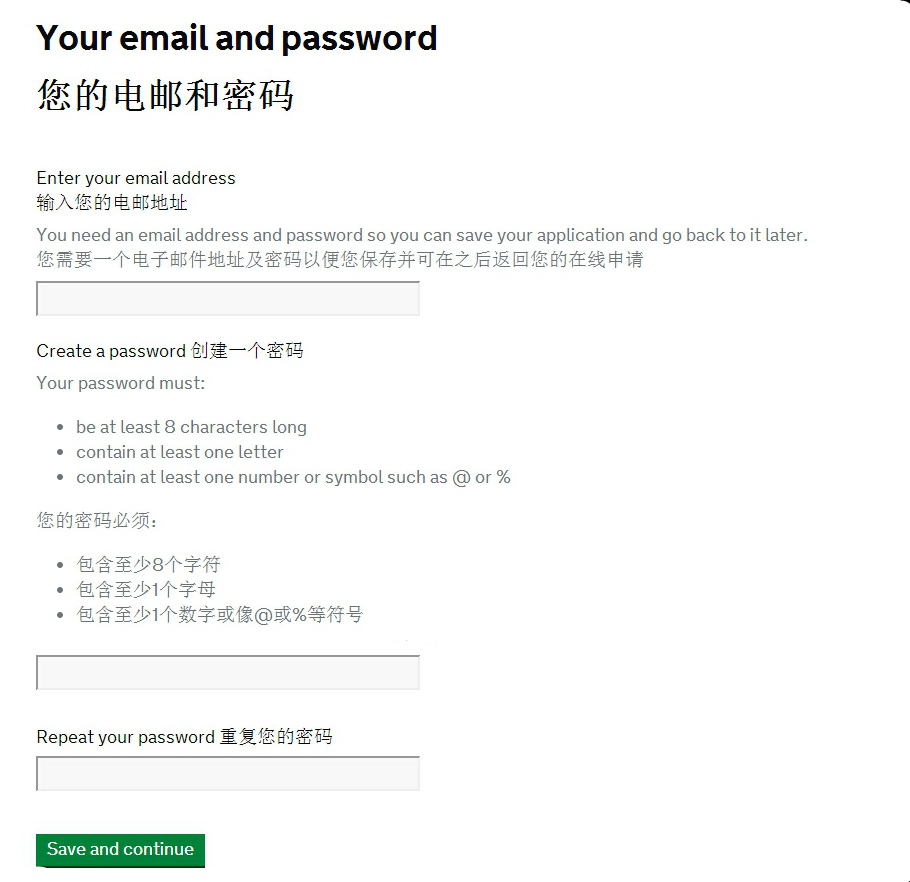 Your email and password
您的电邮和密码
Enter your email address
输入您的电邮地址
You need an email address and password so you can save your application and go back to it later.
您需要一个电子邮件地址及密码以便您保存并可在之后返回您的在线申请
Create a password 创建一个密码
Your password must:
• be at least 8 characters long
• contain at least one letter
• contain at least one number or symbol such as @ or %
您的密码必须：
• 包含至少8个字符
• 包含至少1个字母
• 包含至少1个数字或像@或%等符号
Repeat your password 重复您的密码
Save and continue